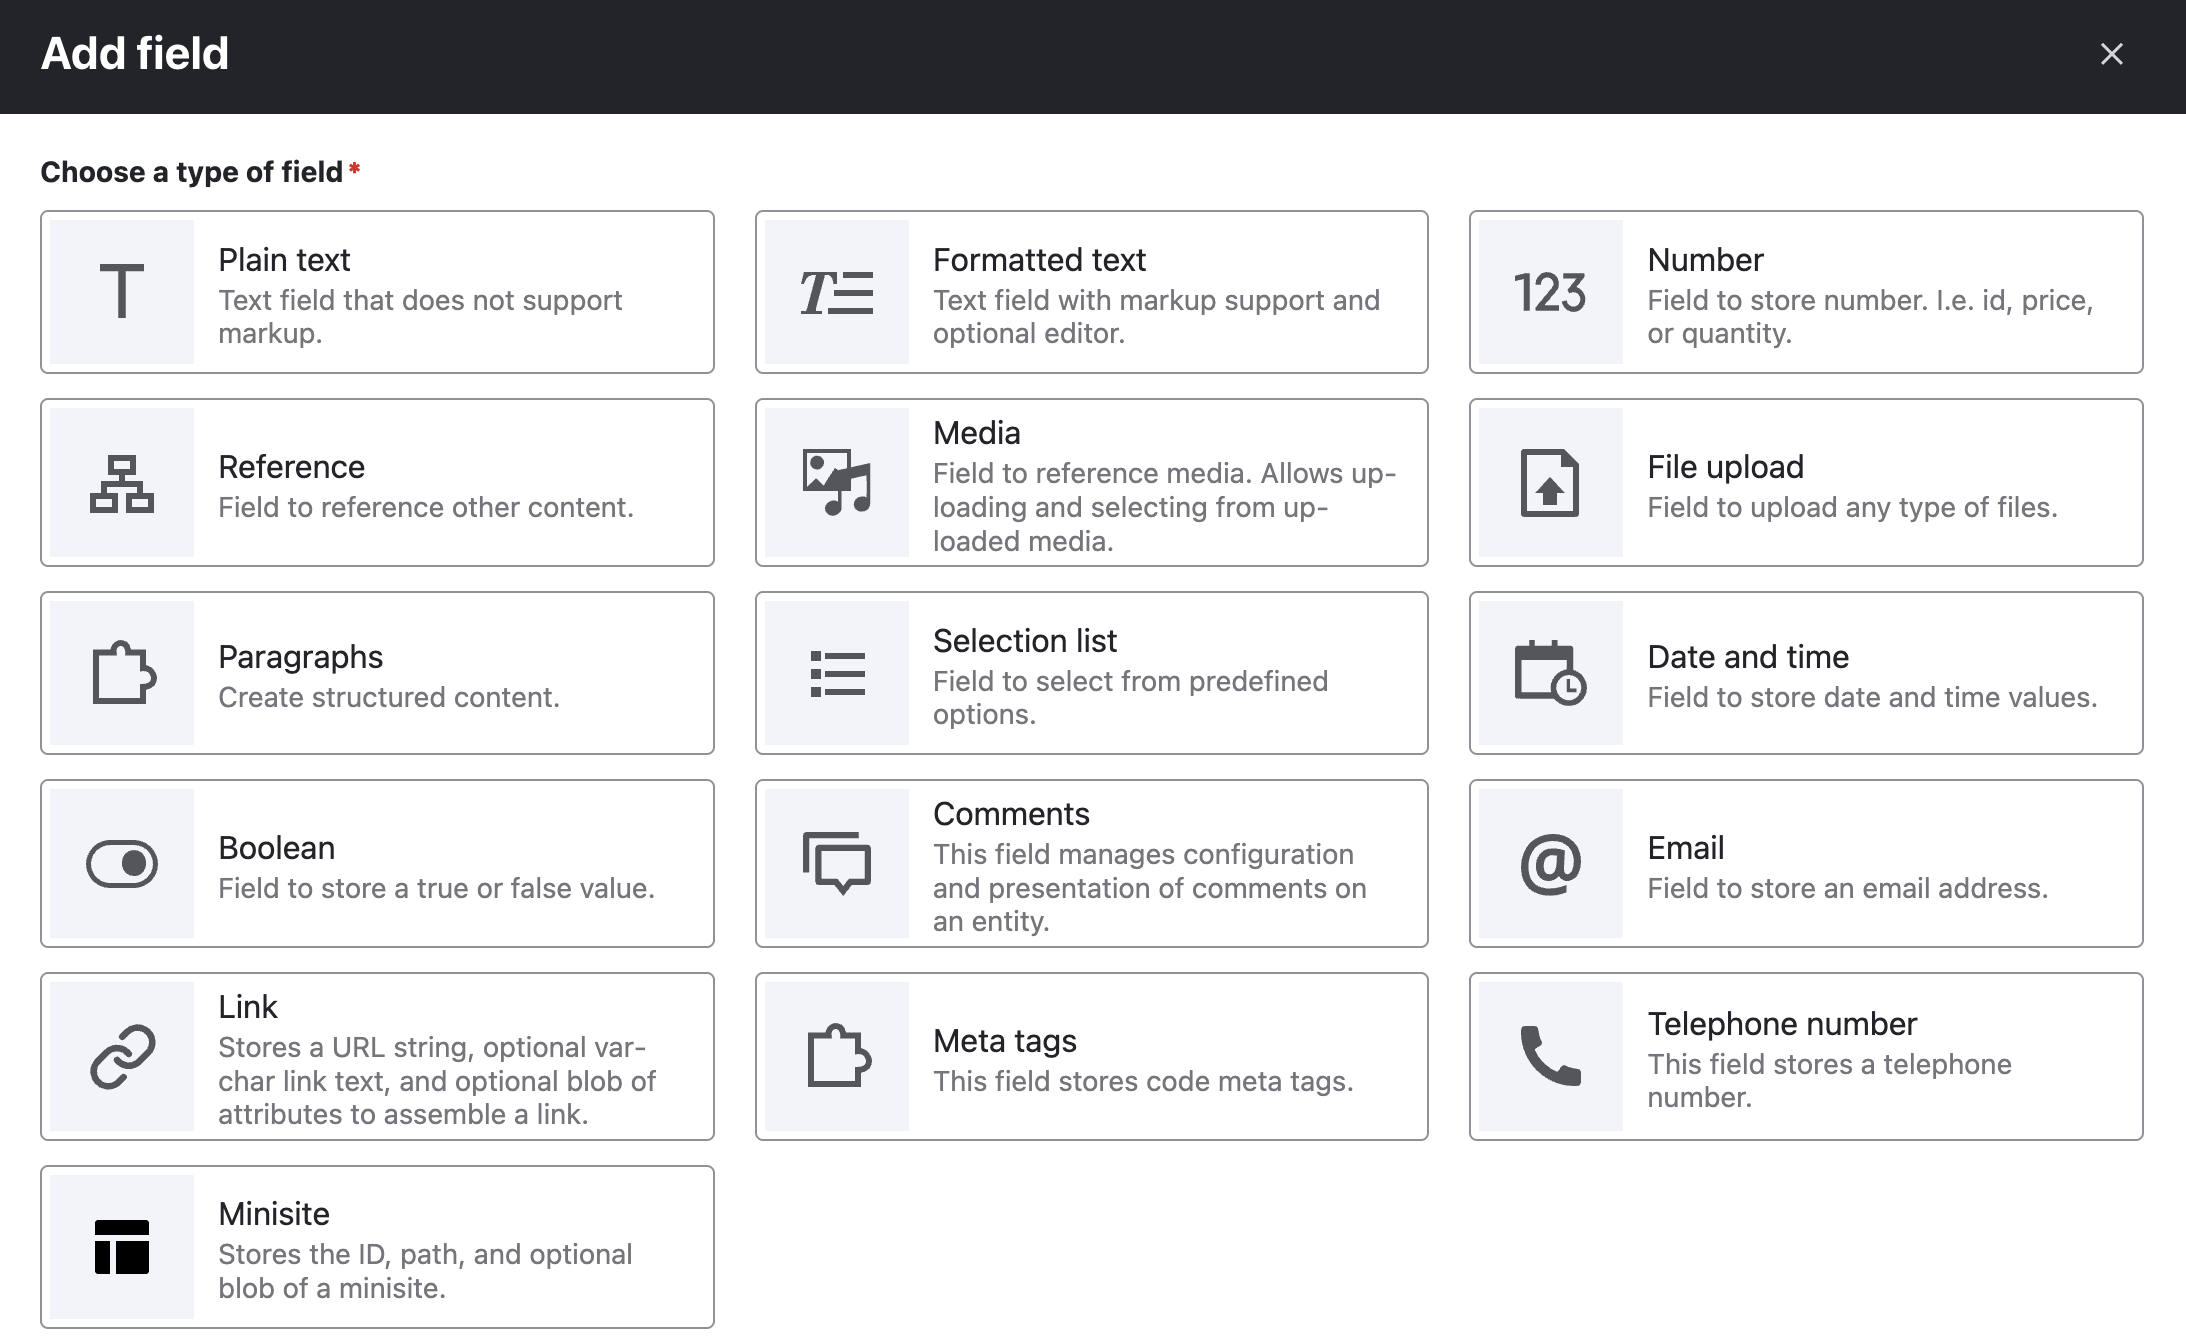 Add field
Choose a type of field*
Plain text
Text field that does not support
markup.
Formatted text
Text field with markup support and
optional editor.
123
Number
Field to store number. I.e. id, price,
or quantity.
Reference
Field to reference other content.
Media
Field to reference media. Allows up-
loading and selecting from up-
loaded media.
File upload
Field to upload any type of files.
Paragraphs
Create structured content.
Selection list
Field to select from predefined
options.
Date and time
Field to store date and time values.
Boolean
Field to store a true or false value.
Comments
This field manages configuration
and presentation of comments on
an entity.
@
Email
Field to store an email address.
Link
Stores a URL string, optional var-
char link text, and optional blob of
attributes to assemble a link.
Meta tags
This field stores code meta tags.
Telephone number
This field stores a telephone
number.
Minisite
Stores the ID, path, and optional
blob of a minisite.